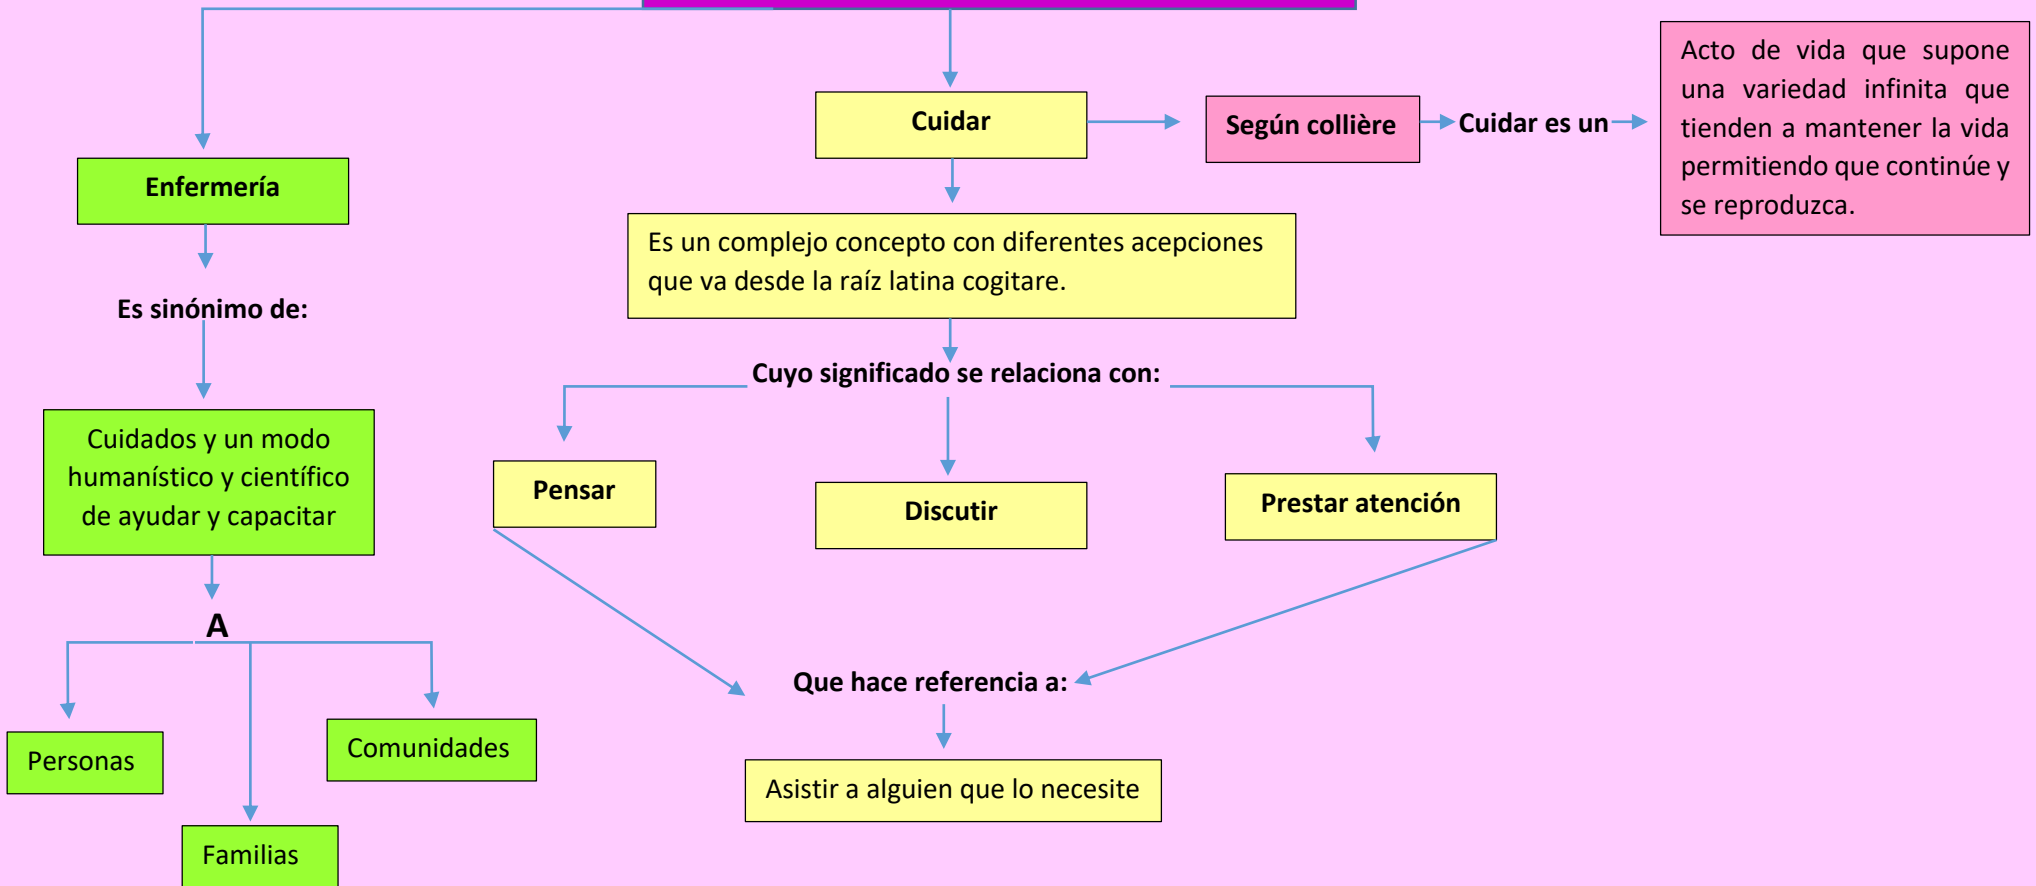 Cuidar
Según collière
Cuidar es un
Acto de vida que supone
una variedad infinita que
tienden a mantener la vida
permitiendo que continúe y
se reproduzca.
Enfermería
Es sinónimo de:
Cuidados y un modo
humanístico y científico
de ayudar y capacitar
A
Personas
Familias
Comunidades
Es un complejo concepto con diferentes acepciones
que va desde la raíz latina cogitare.
Cuyo significado se relaciona con:
Pensar
Discutir
Prestar atención
Que hace referencia a:
Asistir a alguien que lo necesite